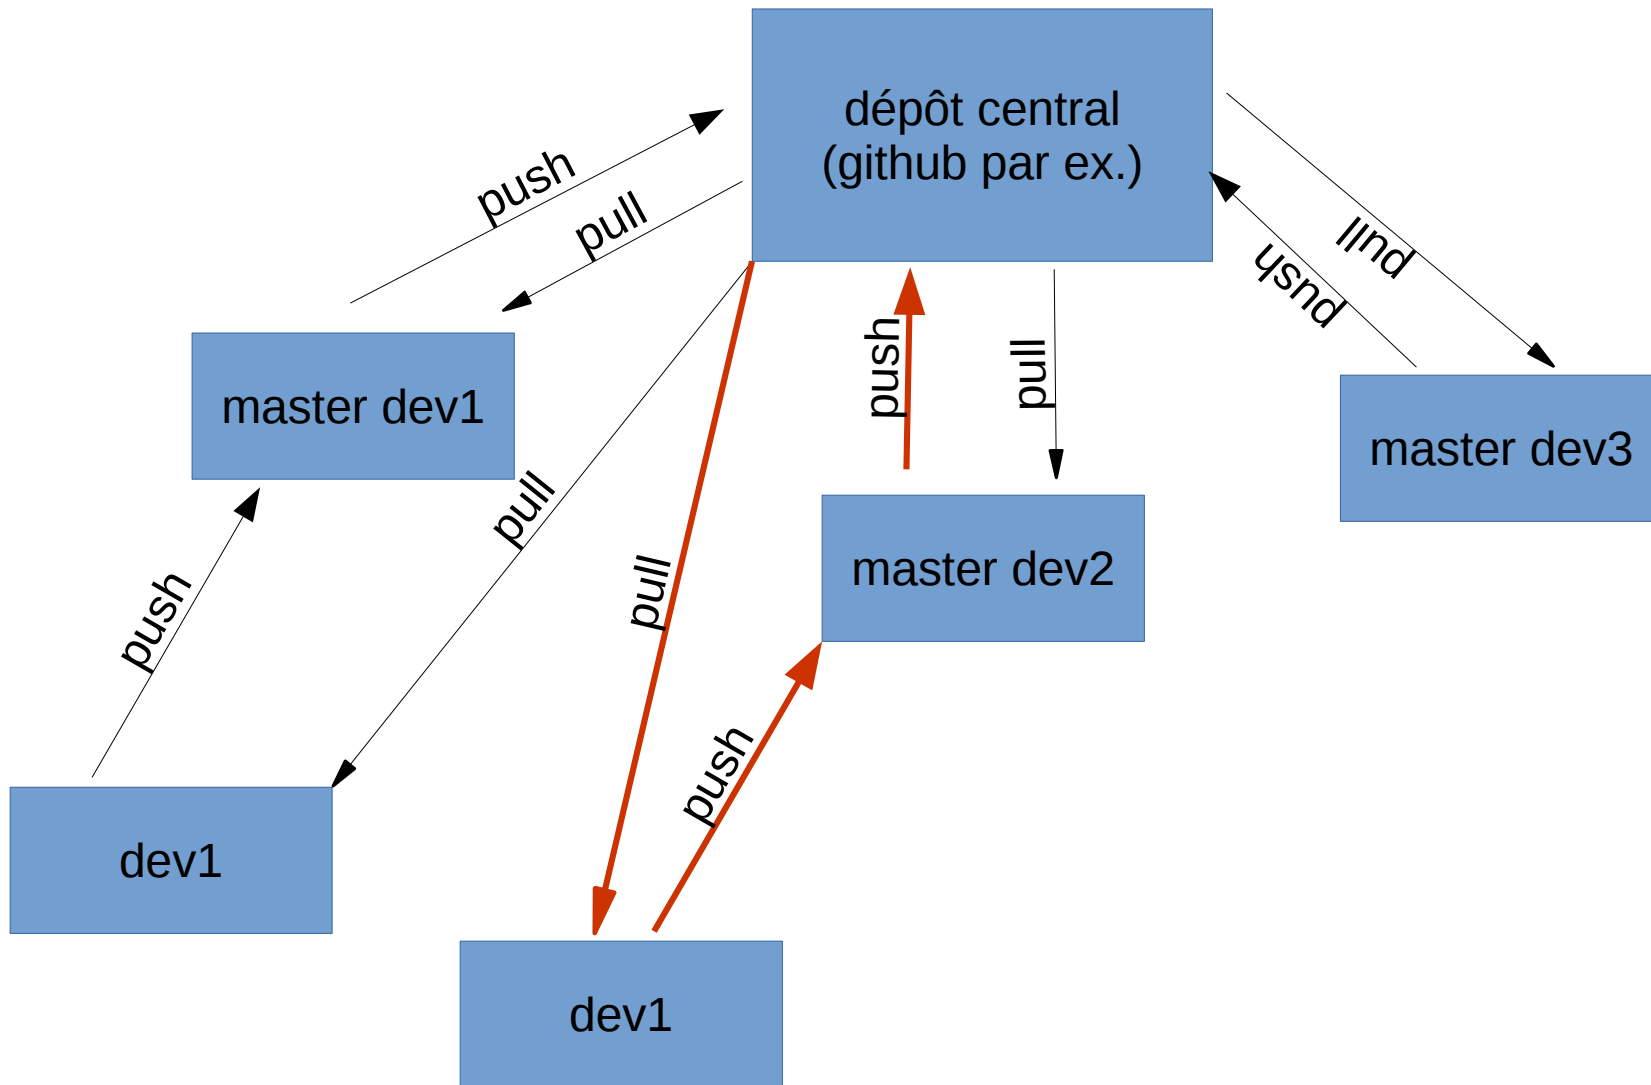 dépôt central
(github par ex.)
push
pull
pull
push
push
pull
master dev1
master dev3
pull
pull
master dev2
push
push
dev1
dev1